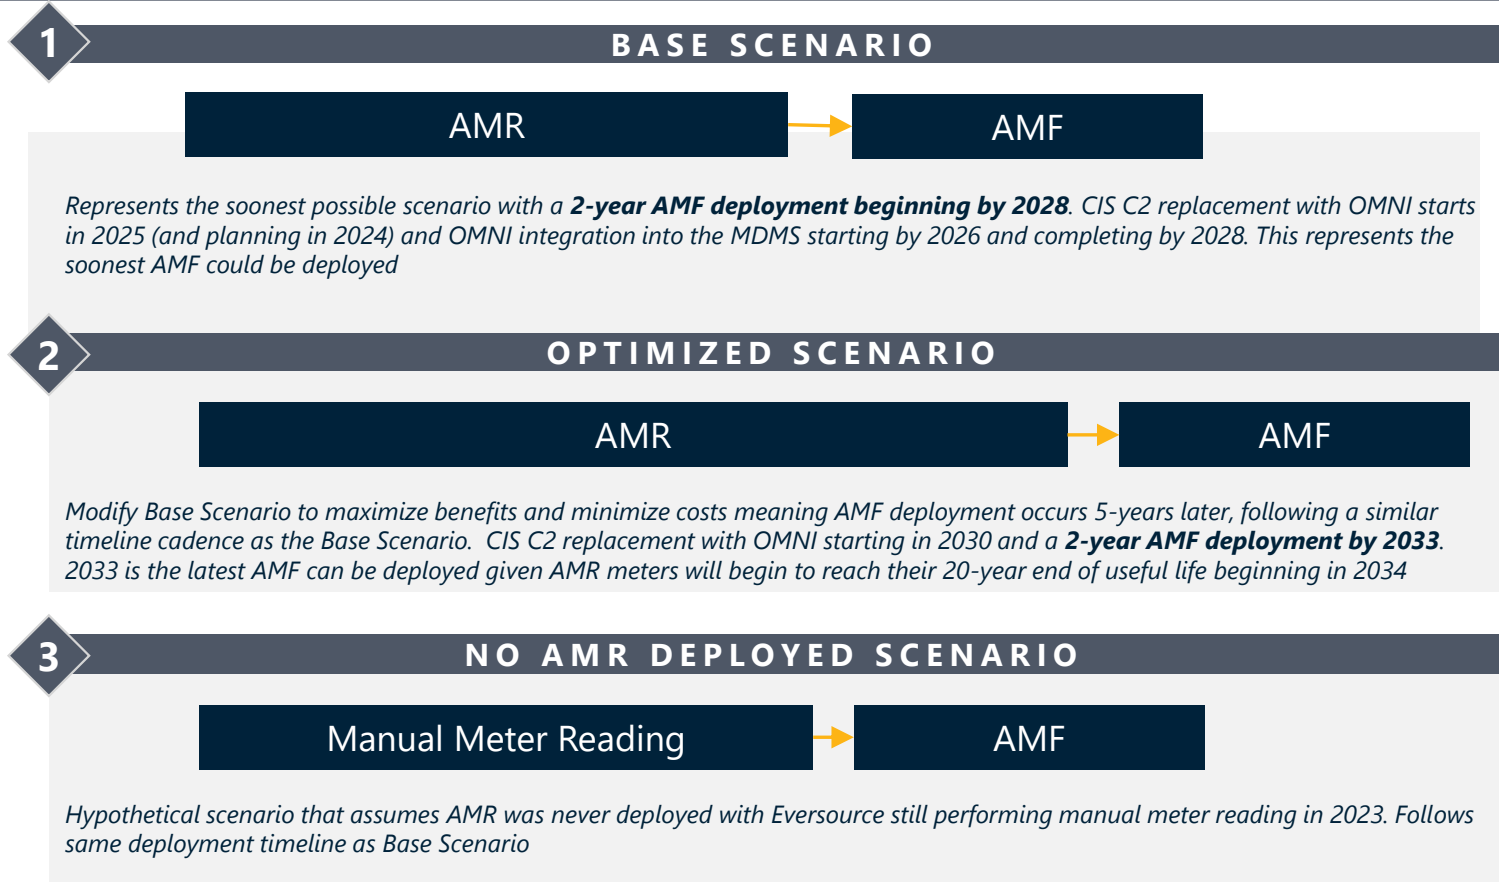 1
BASE SCENARIO
AMR
AMF
Represents the soonest possible scenario with a 2-year AMF deployment beginning by 2028. CIS C2 replacement with OMNI starts
in 2025 (and planning in 2024) and OMNI integration into the MDMS starting by 2026 and completing by 2028. This represents the
soonest AMF could be deployed
2
OPTIMIZED SCENARIO
AMR
AMF
Modify Base Scenario to maximize benefits and minimize costs meaning AMF deployment occurs 5-years later, following a similar
timeline cadence as the Base Scenario.  CIS C2 replacement with OMNI starting in 2030 and a 2-year AMF deployment by 2033.
2033 is the latest AMF can be deployed given AMR meters will begin to reach their 20-year end of useful life beginning in 2034
3
NO AMR DEPLOYED SCENARIO
Manual Meter Reading
AMF
Hypothetical scenario that assumes AMR was never deployed with Eversource still performing manual meter reading in 2023. Follows
same deployment timeline as Base Scenario